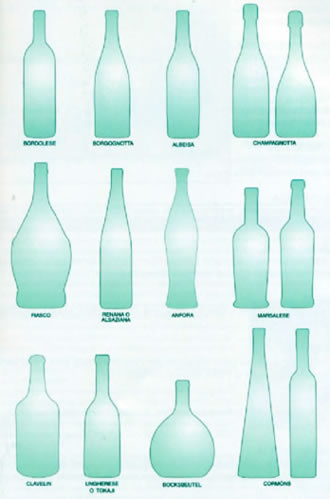 BORDOLESE
BORGOGNOTTA
ALBEISA
CHAMPAGNOTTA
FIASCO
RENANA O
ALSAZIANA
ANFORA
MARSALESE
CLAVELIN
UNGHERESE
O TOKAJI
BOCKSBEUTEL
CORMÒNS